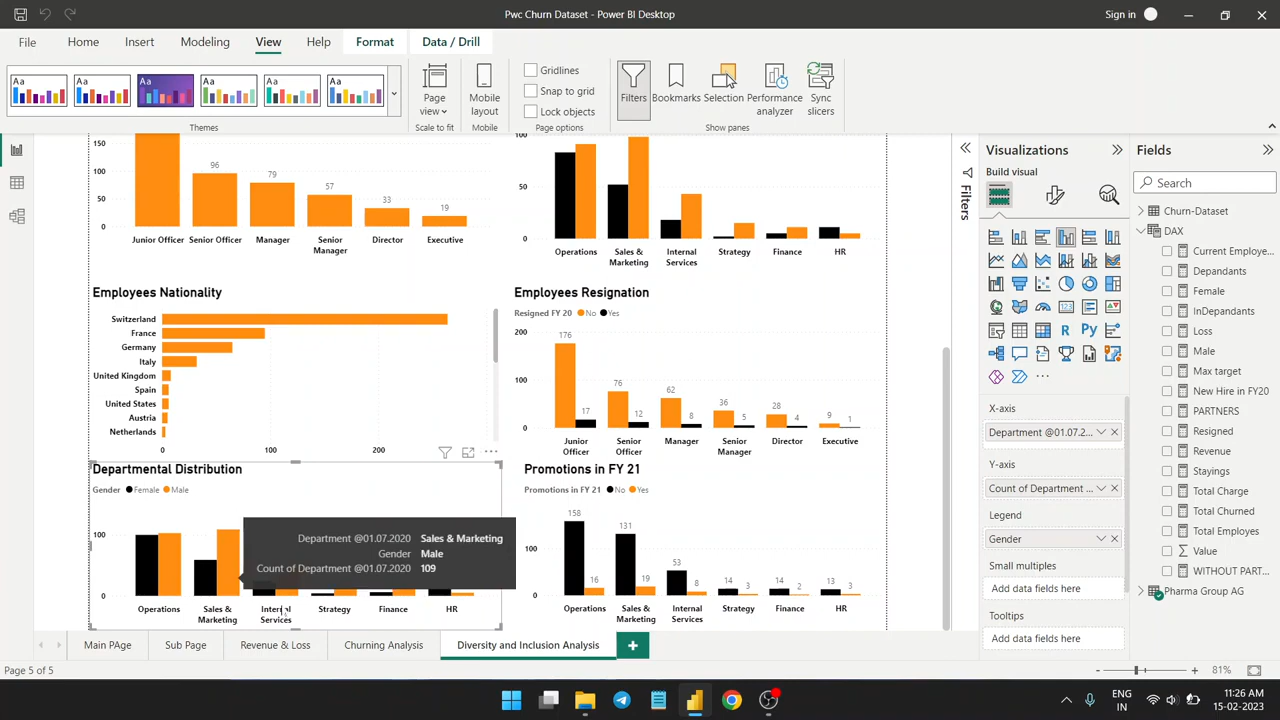 Pwc Churn Dataset - Power BI Desktop
Sign in
File
Home
Insert
Modeling
View
Help
Format
Data / Drill
Aa
Aa
Aa
Aa
Aa
Aa
Themes
Page
view
Scale to fit
Mobile
layout
Mobile
Gridlines
Snap to grid
Lock objects
Page options
Filters
Bookmarks
Selection
Performance
analyzer
Sync
slicers
Show panes
150
100
50
0
96
79
57
33
19
Junior Officer
Senior Officer
Manager
Senior
Manager
Director
Executive
100
50
0
Operations
Sales &
Marketing
Internal
Services
Strategy
Finance
HR
Employees Nationality
Switzerland
France
Germany
Italy
United Kingdom
Spain
United States
Austria
Netherlands
0
100
200
Employees Resignation
Resigned FY 20
No
Yes
200
100
0
176
17
76
12
62
8
36
5
28
4
9
1
Junior
Officer
Senior
Officer
Manager
Senior
Manager
Director
Executive
Departmental Distribution
Gender
Female
Male
100
0
Operations
Sales &
Marketing
Internal
Services
Strategy
Finance
HR
Department @01.07.2020 Sales & Marketing
Gender Male
Count of Department @01.07.2020 109
Promotions in FY 21
Promotions in FY 21
No
Yes
100
0
158
16
131
19
53
8
14
3
14
2
13
3
Operations
Sales &
Marketing
Internal
Services
Strategy
Finance
HR
Filters
Visualizations
Build visual
R
Py
X-axis
Department @01.07.2...
Y-axis
Count of Department ...
Legend
Gender
Small multiples
Add data fields here
Tooltips
Add data fields here
Fields
Search
Churn-Dataset
DAX
Current Employe...
Dependants
Female
InDependants
Loss
Male
Max target
New Hire in FY20
PARTNERS
Resigned
Revenue
Stayings
Total Charge
Total Churned
Total Employes
Value
WITHOUT PART...
Pharma Group AG
Main PAge
Sub Page
Revenue & Loss
Churning Analysis
Diversity and Inclusion Analysis
Page 5 of 5
81%
ENG
IN
11:26 AM
15-02-2023